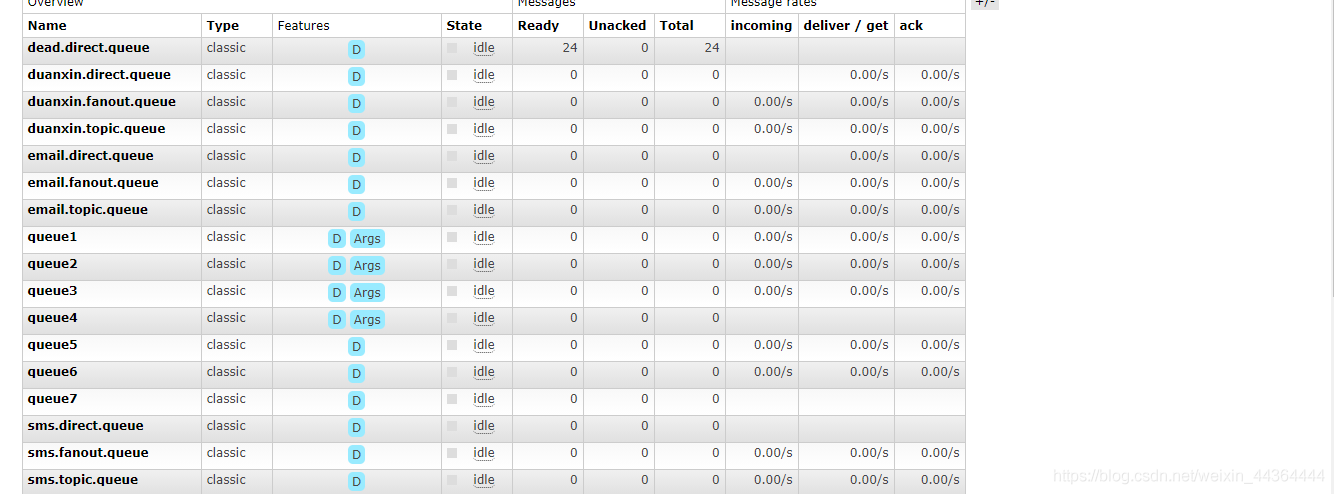 Overview Messages Message rates +/-
Name Type Features State Ready Unacked Total incoming deliver / get ack
dead.direct.queue classic D idle 24 0 24
duanxin.direct.queue classic D idle 0 0 0 0.00/s 0.00/s
duanxin.fanout.queue classic D idle 0 0 0 0.00/s 0.00/s 0.00/s
duanxin.topic.queue classic D idle 0 0 0 0.00/s 0.00/s 0.00/s
email.direct.queue classic D idle 0 0 0 0.00/s 0.00/s
email.fanout.queue classic D idle 0 0 0 0.00/s 0.00/s 0.00/s
email.topic.queue classic D idle 0 0 0 0.00/s 0.00/s 0.00/s
queue1 classic D Args idle 0 0 0 0.00/s 0.00/s 0.00/s
queue2 classic D Args idle 0 0 0 0.00/s 0.00/s 0.00/s
queue3 classic D Args idle 0 0 0 0.00/s 0.00/s 0.00/s
queue4 classic D Args idle 0 0 0
queue5 classic D idle 0 0 0 0.00/s 0.00/s 0.00/s
queue6 classic D idle 0 0 0 0.00/s 0.00/s 0.00/s
queue7 classic D idle 0 0 0
sms.direct.queue classic D idle 0 0 0
sms.fanout.queue classic D idle 0 0 0 0.00/s 0.00/s 0.00/s
sms.topic.queue classic D idle 0 0 0 0.00/s 0.00/s 0.00/s
https://blog.csdn.net/weixin_44364444